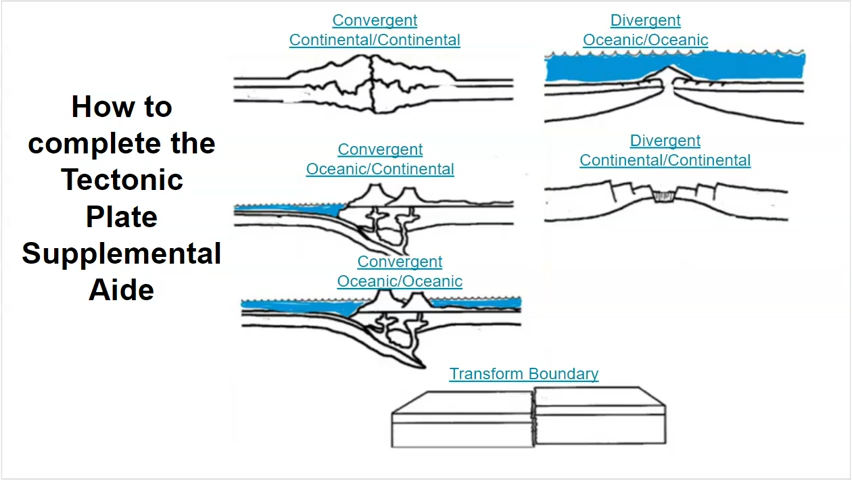 How to
complete the
Tectonic
Plate
Supplemental
Aide
Convergent
Continental/Continental
Divergent
Oceanic/Oceanic
Convergent
Oceanic/Continental
Divergent
Continental/Continental
Convergent
Oceanic/Oceanic
Transform Boundary